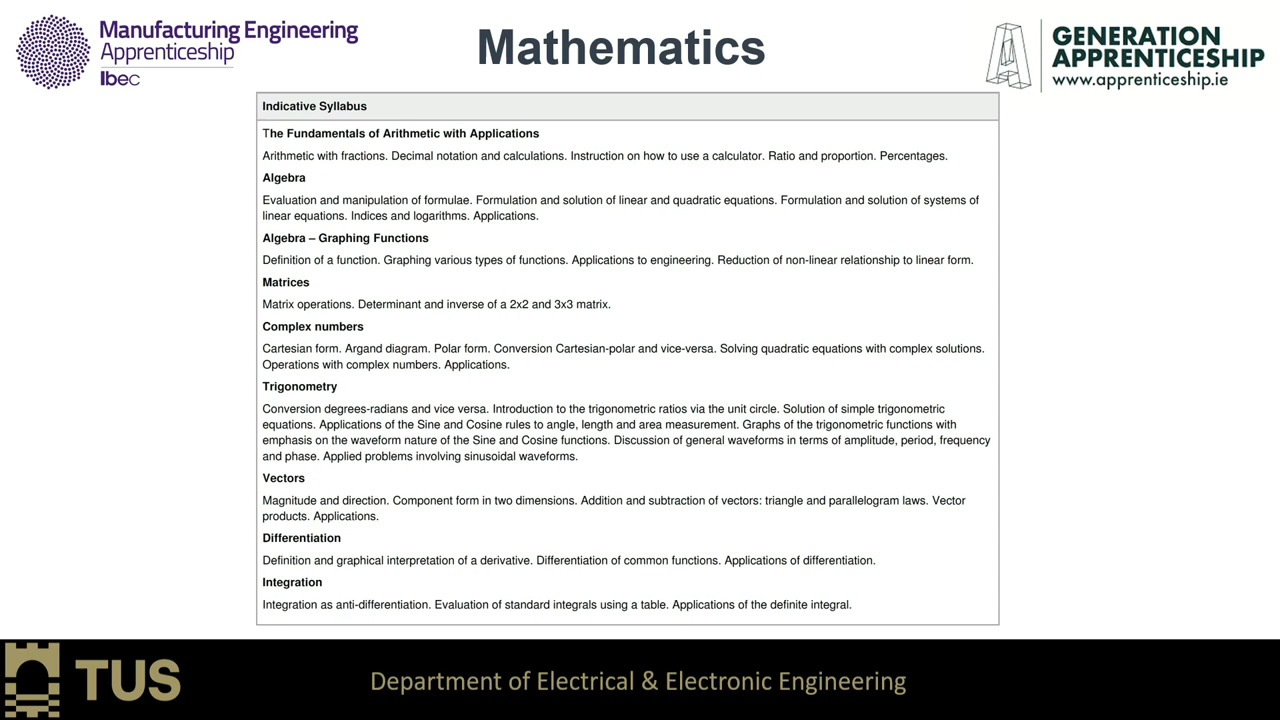 Manufacturing Engineering
Apprenticeship
Ibec
Mathematics
GENERATION
APPRENTICESHIP
www.apprenticeship.ie
Indicative Syllabus
The Fundamentals of Arithmetic with Applications
Arithmetic with fractions. Decimal notation and calculations. Instruction on how to use a calculator. Ratio and proportion. Percentages.
Algebra
Evaluation and manipulation of formulae. Formulation and solution of linear and quadratic equations. Formulation and solution of systems of
linear equations. Indices and logarithms. Applications.
Algebra – Graphing Functions
Definition of a function. Graphing various types of functions. Applications to engineering. Reduction of non-linear relationship to linear form.
Matrices
Matrix operations. Determinant and inverse of a 2x2 and 3x3 matrix.
Complex numbers
Cartesian form. Argand diagram. Polar form. Conversion Cartesian-polar and vice-versa. Solving quadratic equations with complex solutions.
Operations with complex numbers. Applications.
Trigonometry
Conversion degrees-radians and vice versa. Introduction to the trigonometric ratios via the unit circle. Solution of simple trigonometric
equations. Applications of the Sine and Cosine rules to angle, length and area measurement. Graphs of the trigonometric functions with
emphasis on the waveform nature of the Sine and Cosine functions. Discussion of general waveforms in terms of amplitude, period, frequency
and phase. Applied problems involving sinusoidal waveforms.
Vectors
Magnitude and direction. Component form in two dimensions. Addition and subtraction of vectors: triangle and parallelogram laws. Vector
products. Applications.
Differentiation
Definition and graphical interpretation of a derivative. Differentiation of common functions. Applications of differentiation.
Integration
Integration as anti-differentiation. Evaluation of standard integrals using a table. Applications of the definite integral.
TUS
Department of Electrical & Electronic Engineering